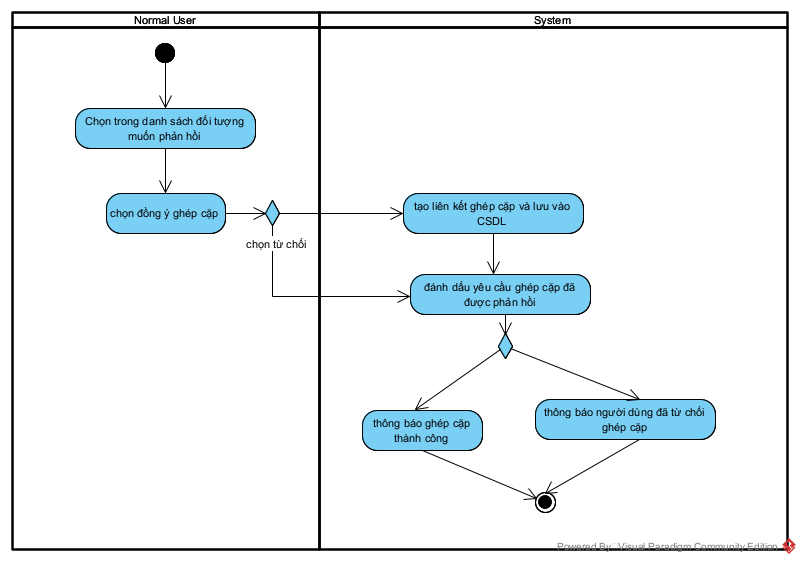 Normal User
System
Chọn trong danh sách đối tượng
muốn phản hồi
chọn đồng ý ghép cặp
tạo liên kết ghép cặp và lưu vào
CSDL
chọn từ chối
đánh dấu yêu cầu ghép cặp đã
được phản hồi
thông báo ghép cặp
thành công
thông báo người dùng đã từ chối
ghép cặp
Powered By: Visual Paradigm Community Edition